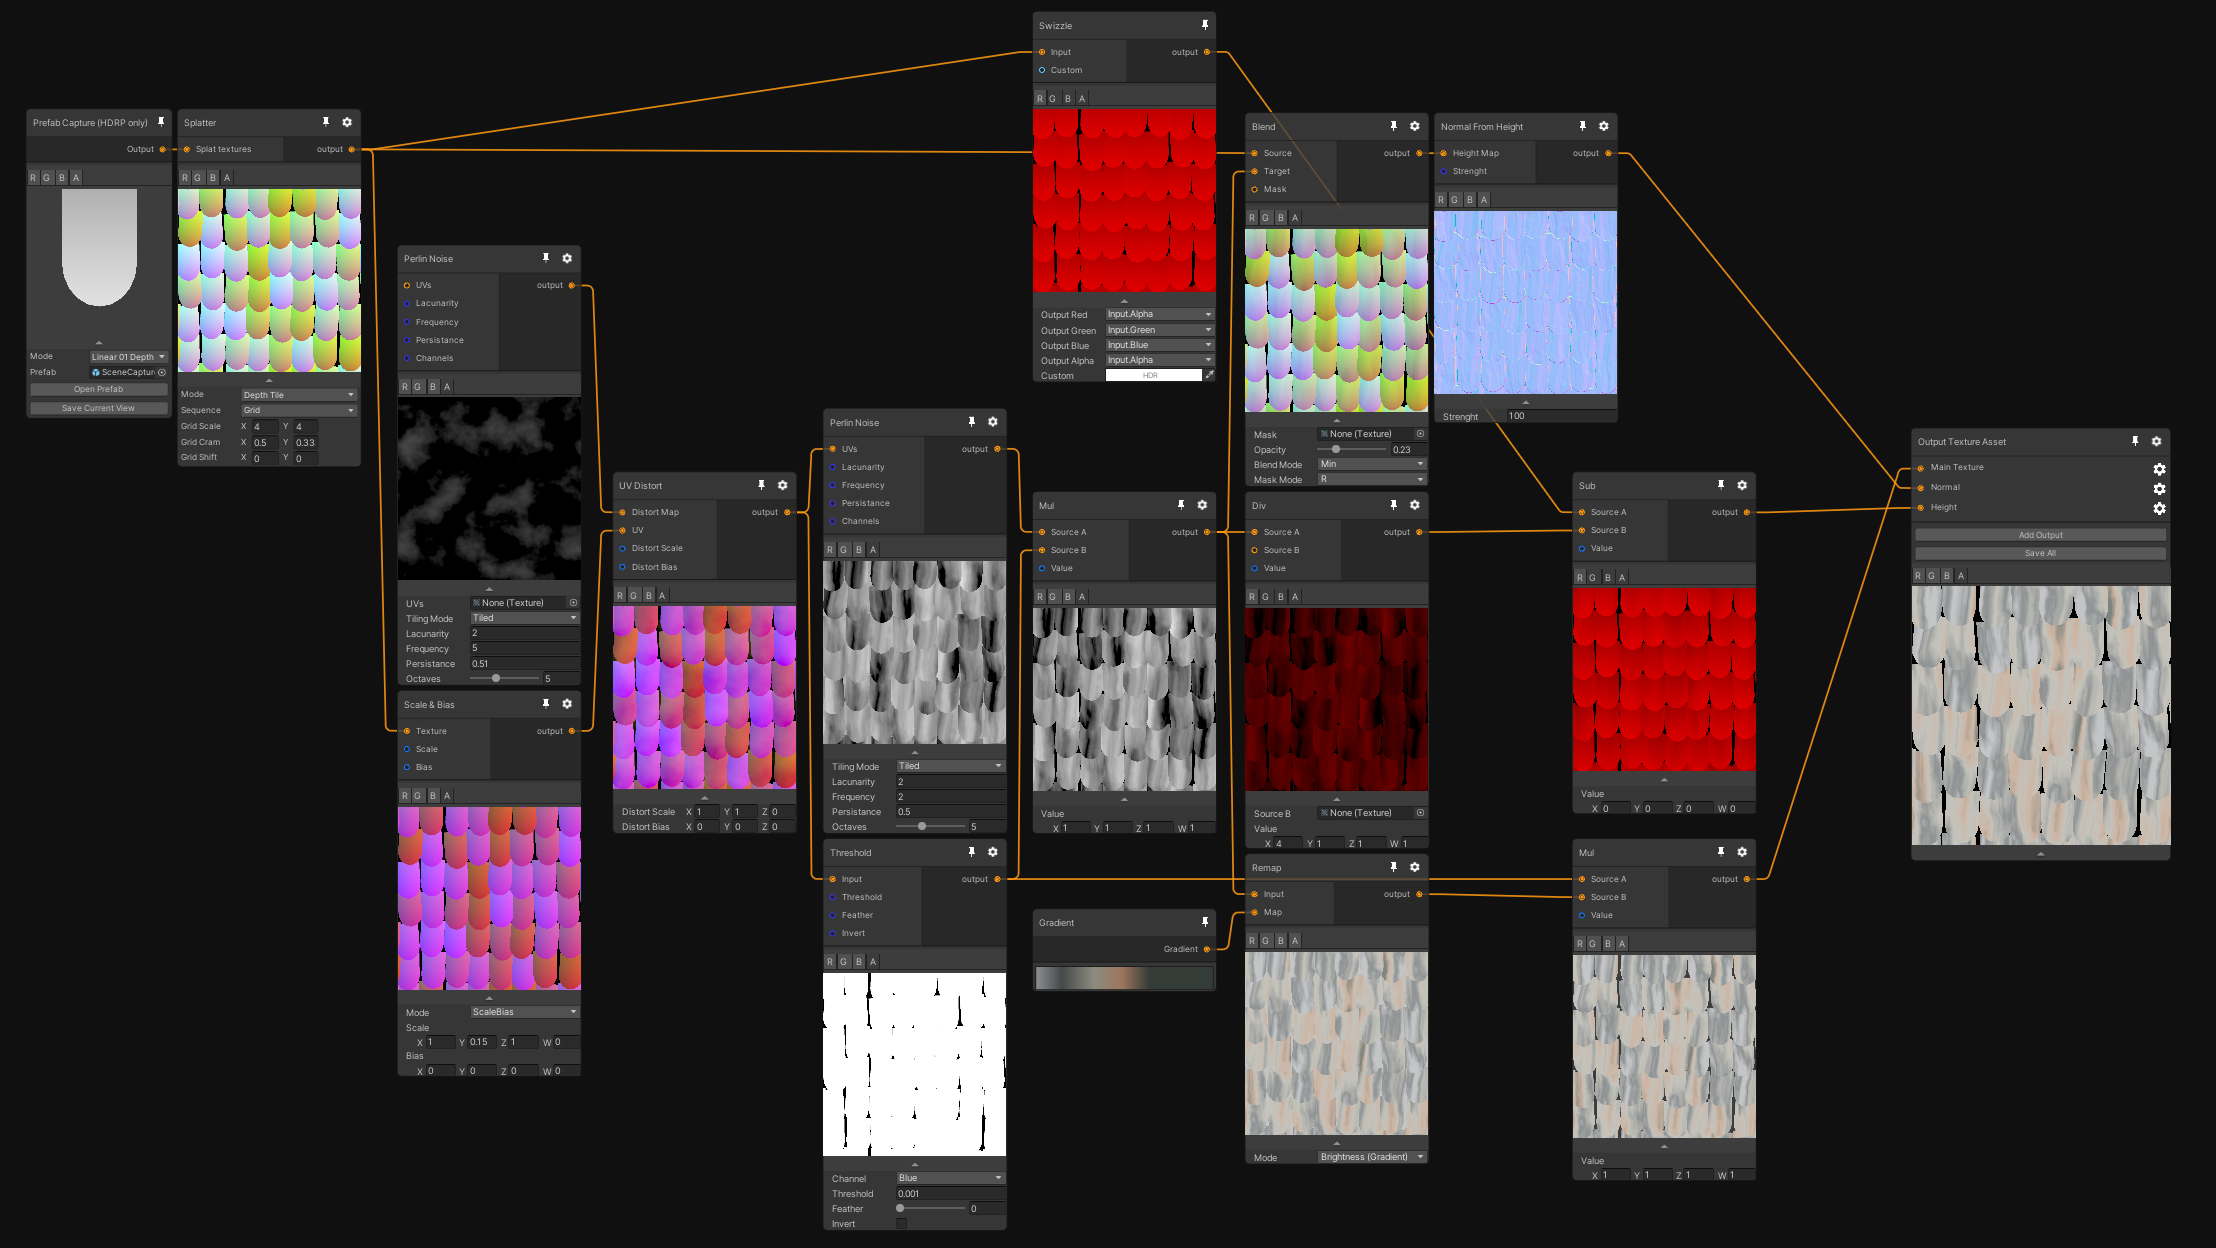 Prefab Capture (HDRP only)
Output
R G B A
Mode Linear 01 Depth
Prefab SceneCaptur
Open Prefab
Save Current View
Splatter
Splat textures output
R G B A
Mode Depth Tile
Sequence Grid
Grid Scale X 4 Y 4
Grid Cram X 0.5 Y 0.33
Grid Shift X 0 Y 0
Perlin Noise
UVs output
Lacunarity
Frequency
Persistance
Channels
R G B A
UVs None (Texture)
Tiling Mode Tiled
Lacunarity 2
Frequency 5
Persistance 0.51
Octaves 5
Scale & Bias
Texture output
Scale
Bias
R G B A
Mode ScaleBias
Scale
X 1 Y 0.15 Z 1 W 0
Bias
X 0 Y 0 Z 0 W 0
UV Distort
Distort Map output
UV
Distort Scale
Distort Bias
R G B A
Distort Scale X 1 Y 1 Z 0
Distort Bias X 0 Y 0 Z 0
Perlin Noise
UVs output
Lacunarity
Frequency
Persistance
Channels
R G B A
Tiling Mode Tiled
Lacunarity 2
Frequency 2
Persistance 0.5
Octaves 5
Threshold
Input output
Threshold
Feather
Invert
R G B A
Channel Blue
Threshold 0.001
Feather 0
Invert
Swizzle
Input output
Custom
R G B A
Output Red Input.Alpha
Output Green Input.Green
Output Blue Input.Blue
Output Alpha Input.Alpha
Custom HDR
Mul
Source A output
Source B
Value
R G B A
Value
X 1 Y 1 Z 1 W 1
Gradient
Gradient
Blend
Source output
Target
Mask
R G B A
Mask None (Texture)
Opacity 0.23
Blend Mode Min
Mask Mode R
Div
Source A output
Source B
Value
R G B A
Source B None (Texture)
Value
X 4 Y 1 Z 1 W 1
Remap
Input output
Map
R G B A
Mode Brightness (Gradient)
Normal From Height
Height Map output
Strenght
R G B A
Strenght 100
Sub
Source A output
Source B
Value
R G B A
Value
X 0 Y 0 Z 0 W 0
Mul
Source A output
Source B
Value
R G B A
Value
X 1 Y 1 Z 1 W 1
Output Texture Asset
Main Texture
Normal
Height
Add Output
Save All
R G B A